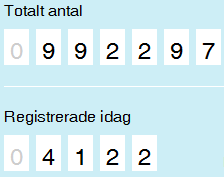 Totalt antal
0 9 9 2 2 9 7
Registrerade idag
0 4 1 2 2